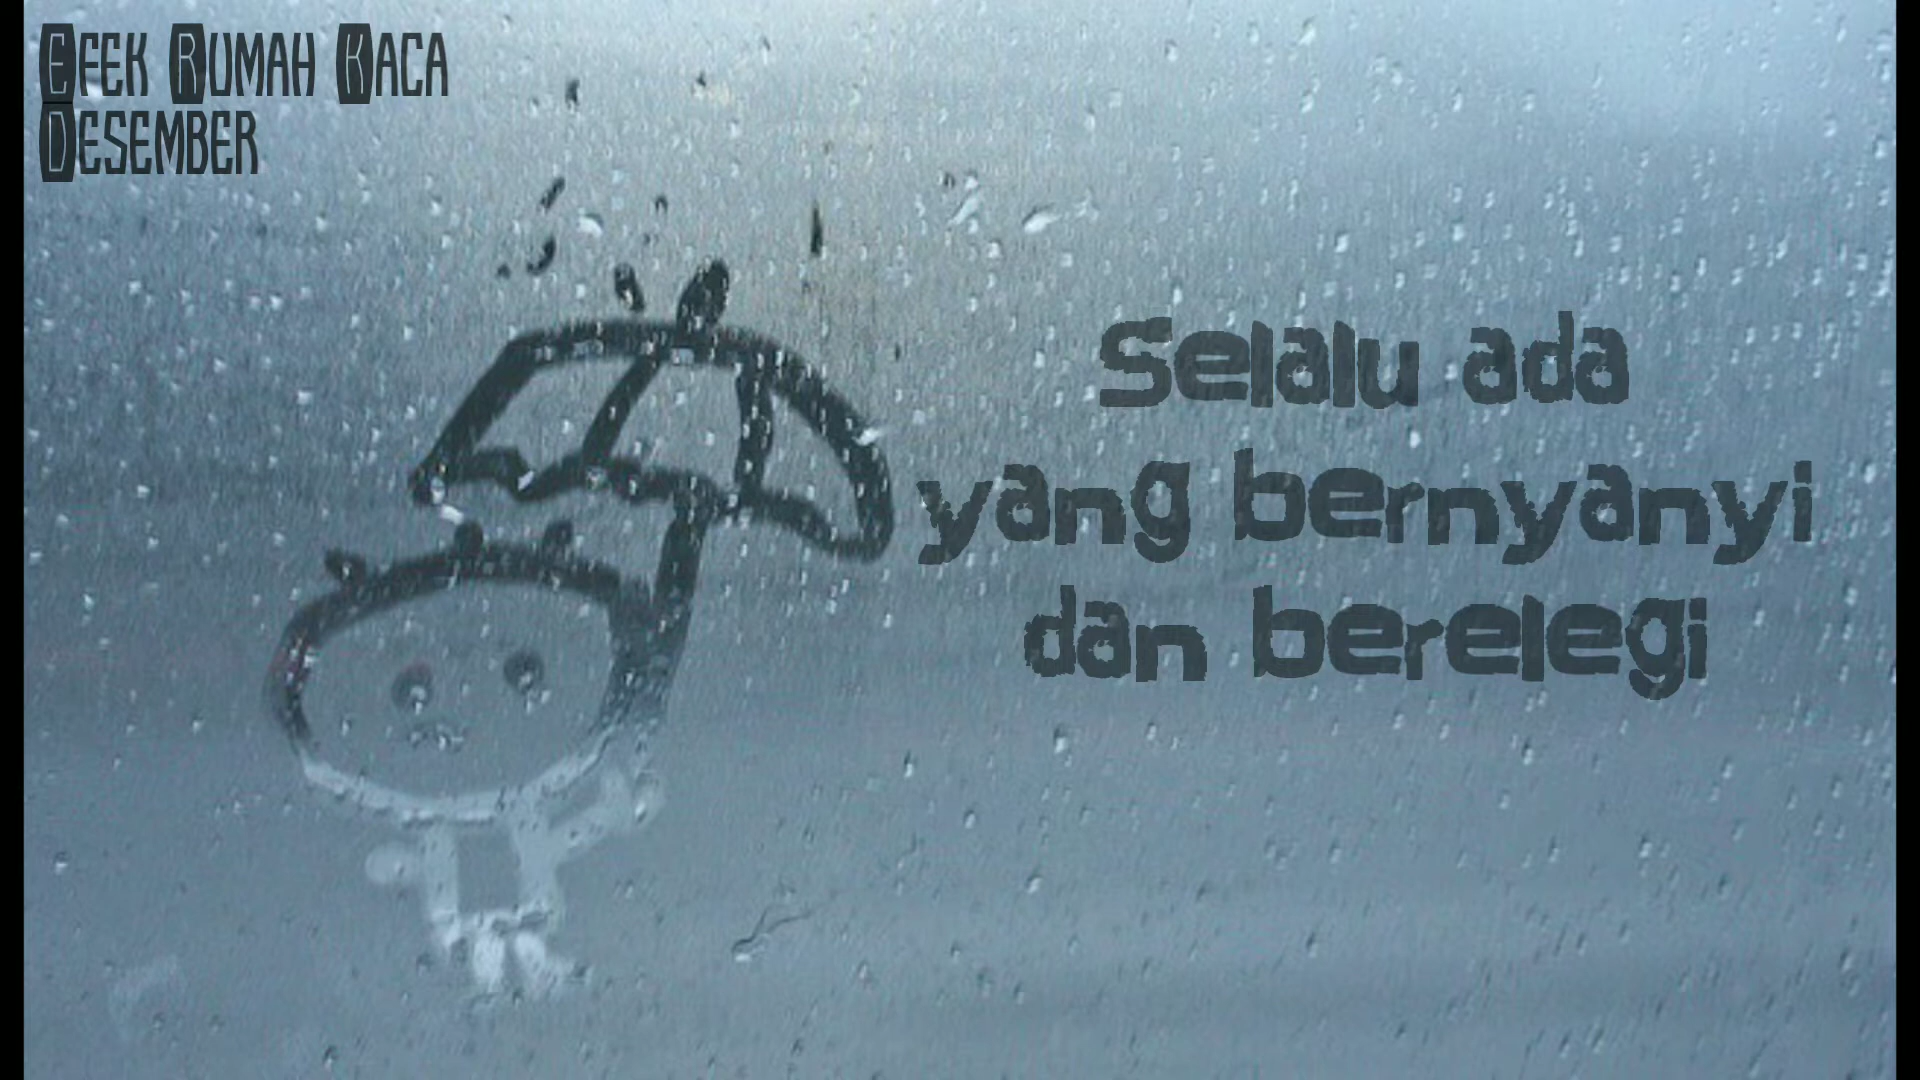 Efek Rumah Kaca
Desember
Selalu ada
yang bernyanyi
dan berelegi